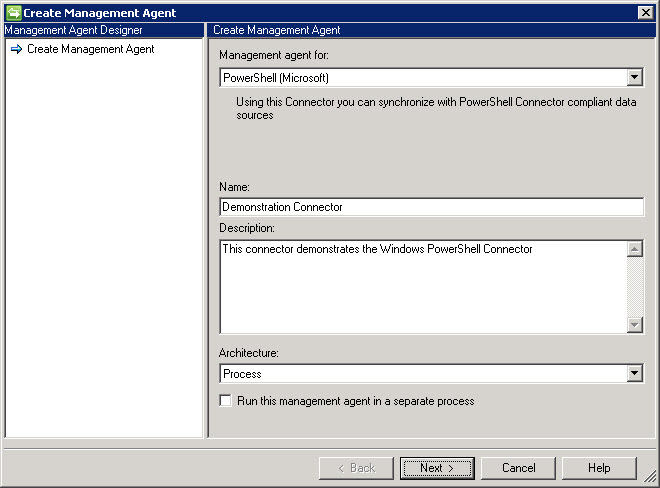 Create Management Agent
Management Agent Designer
Create Management Agent
Create Management Agent
Management agent for:
PowerShell (Microsoft)
Using this Connector you can synchronize with PowerShell Connector compliant data
sources
Name:
Demonstration Connector
Description:
This connector demonstrates the Windows PowerShell Connector
Architecture:
Process
Run this management agent in a separate process
< Back
Next >
Cancel
Help